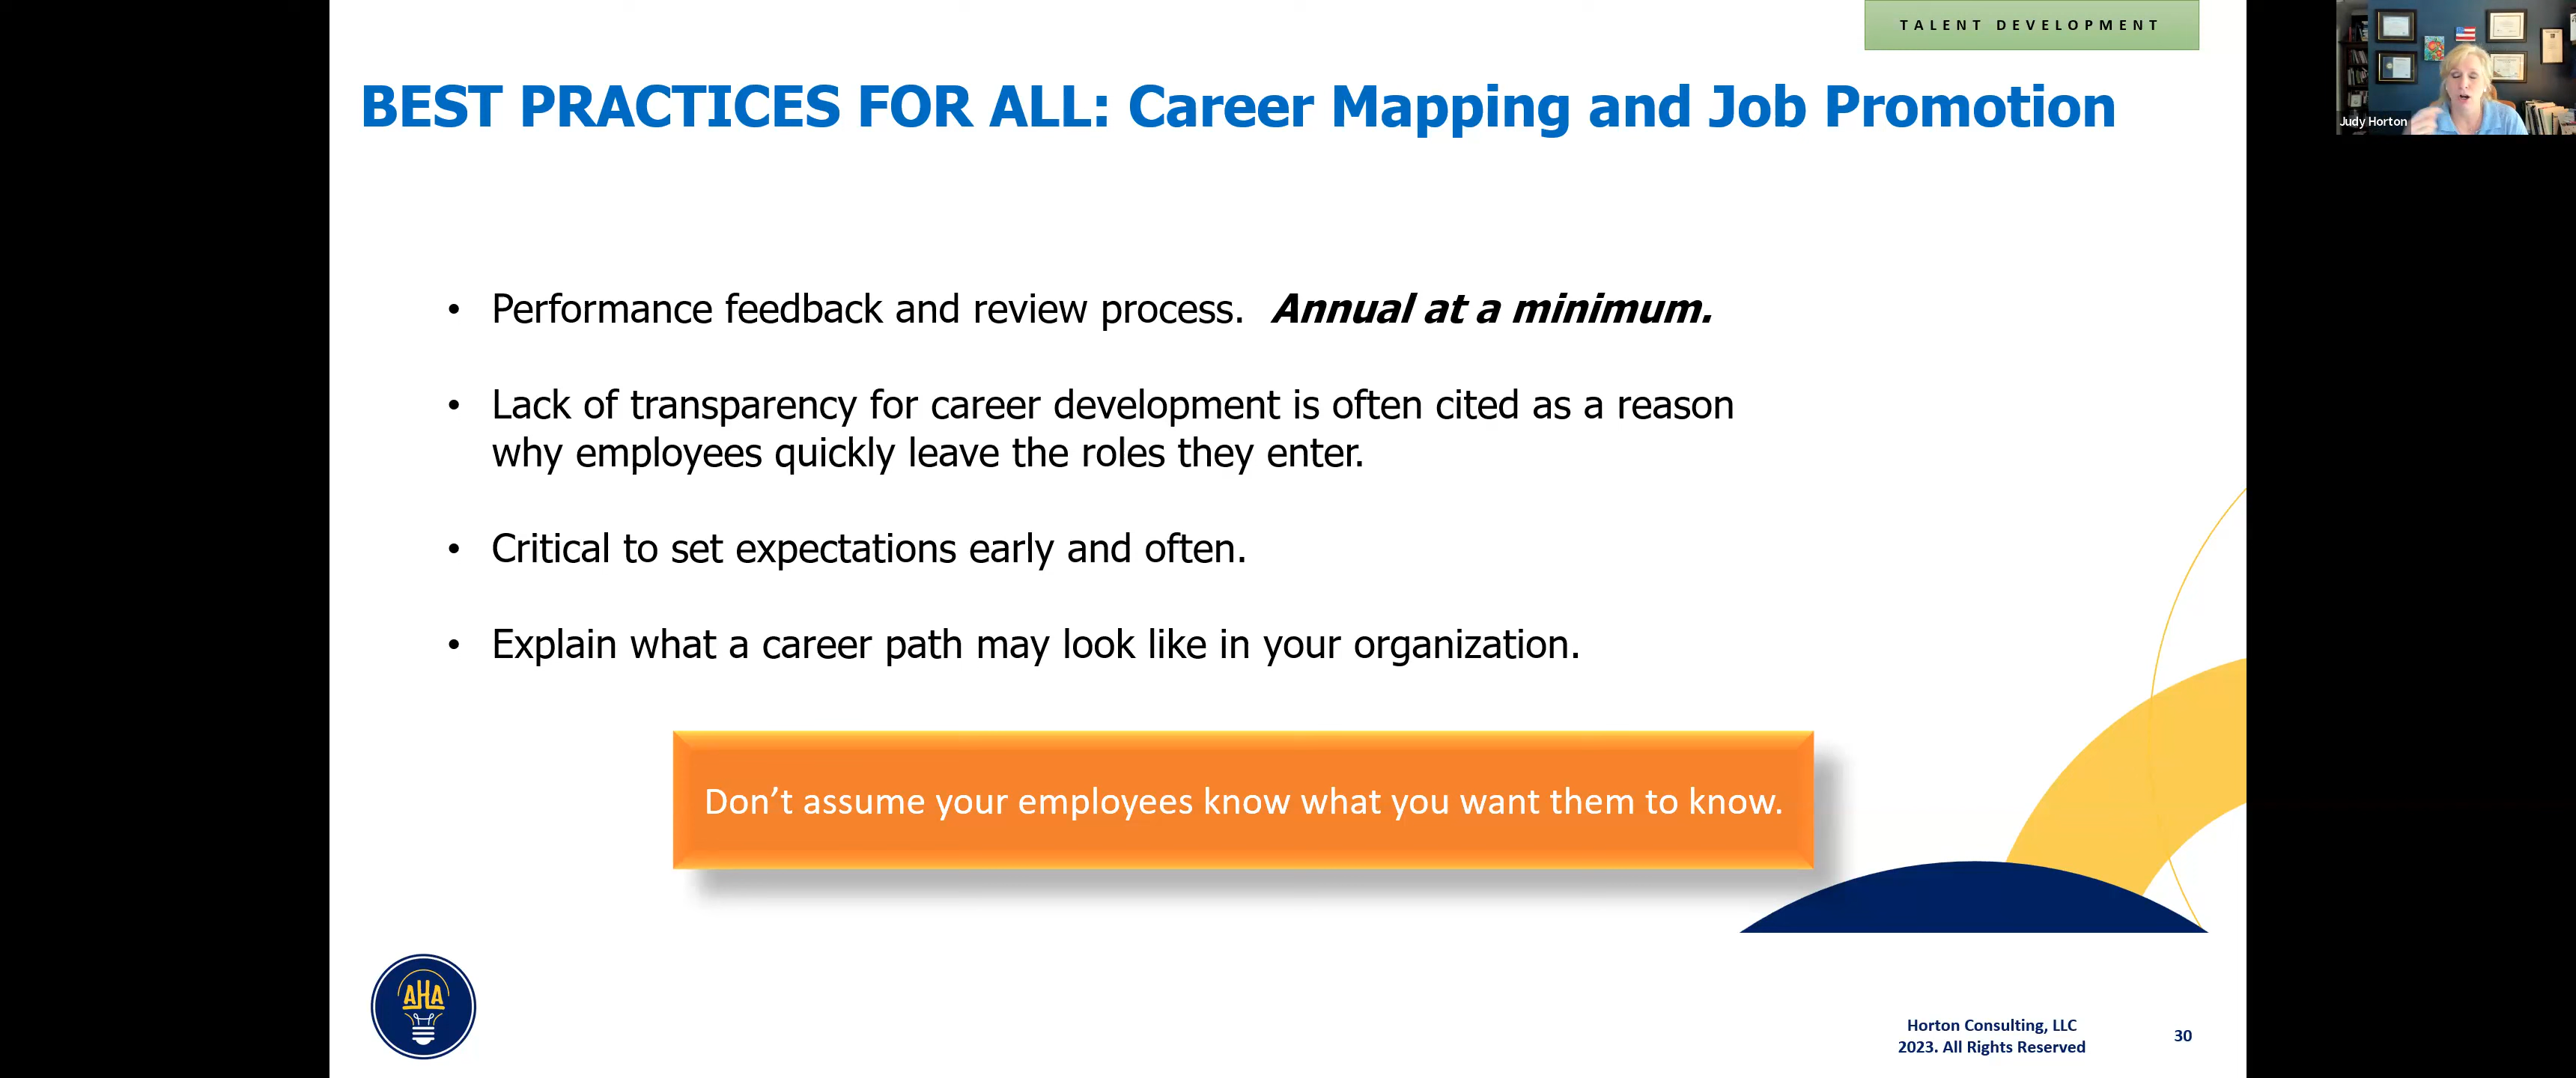 TALENT DEVELOPMENT
BEST PRACTICES FOR ALL: Career Mapping and Job Promotion
Judy Horton
• Performance feedback and review process.  Annual at a minimum.
• Lack of transparency for career development is often cited as a reason
why employees quickly leave the roles they enter.
• Critical to set expectations early and often.
• Explain what a career path may look like in your organization.
Don’t assume your employees know what you want them to know.
AHA
Horton Consulting, LLC
2023. All Rights Reserved
30